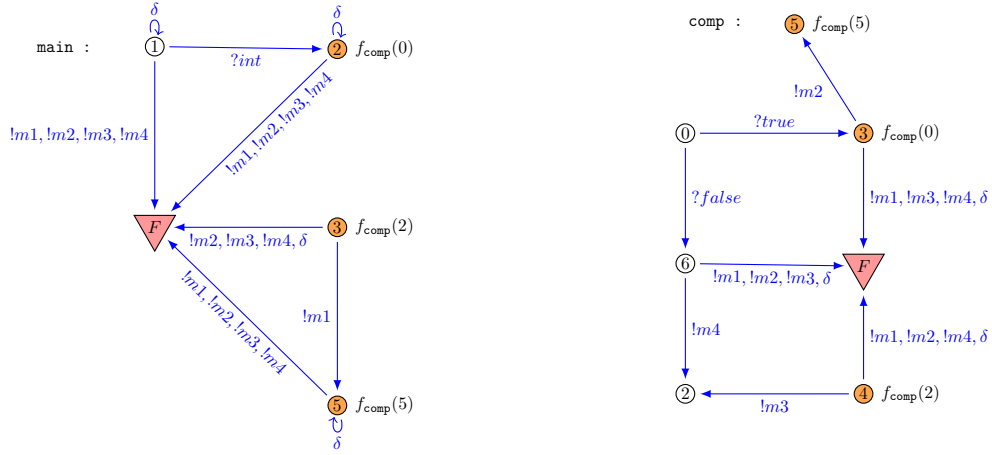 main :
δ
1
?int
δ
2
f_comp(0)
!m1, !m2, !m3, !m4
!m1, !m2, !m3, !m4
F
!m2, !m3, !m4, δ
3
f_comp(2)
!m1, !m2, !m3, !m4
!m1
5
f_comp(5)
δ
comp :
5
f_comp(5)
!m2
0
?true
3
f_comp(0)
?false
!m1, !m3, !m4, δ
6
!m1, !m2, !m3, δ
F
!m4
!m1, !m2, !m4, δ
2
!m3
4
f_comp(2)